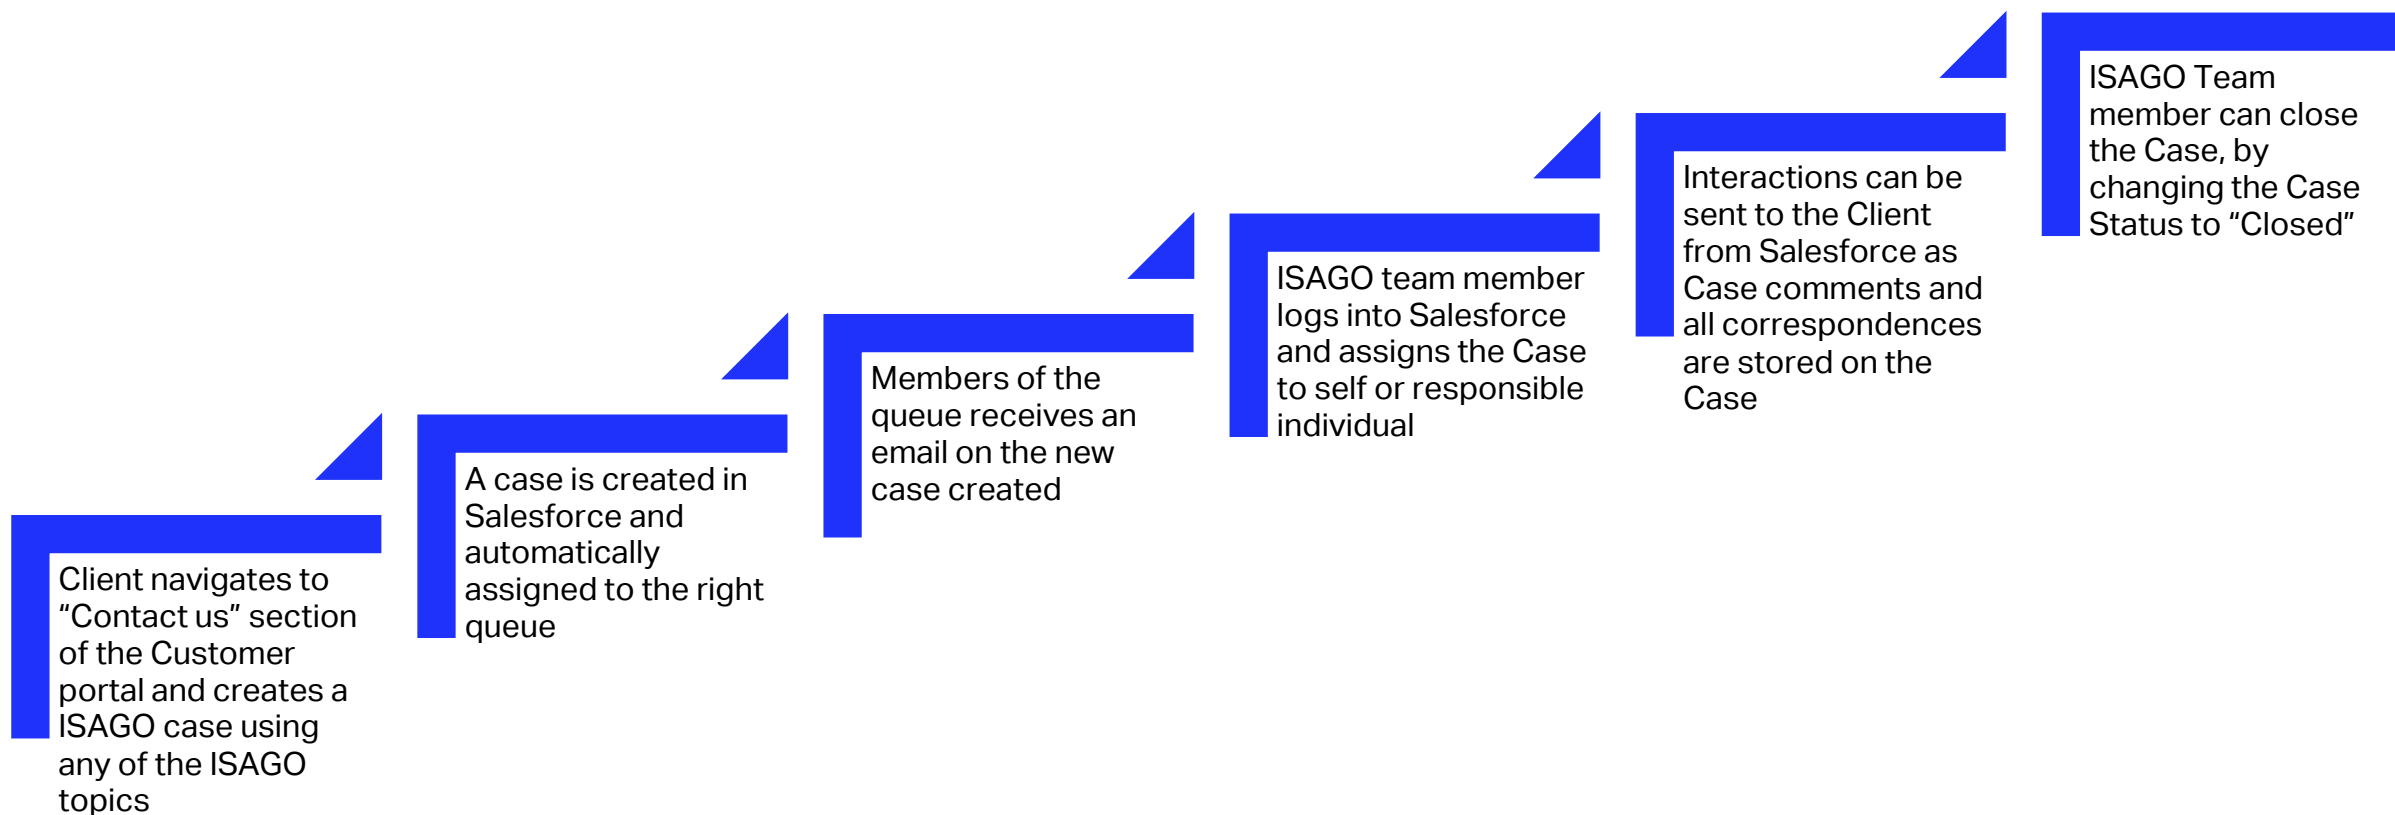 Client navigates to
“Contact us” section
of the Customer
portal and creates a
ISAGO case using
any of the ISAGO
topics
A case is created in
Salesforce and
automatically
assigned to the right
queue
Members of the
queue receives an
email on the new
case created
ISAGO team member
logs into Salesforce
and assigns the Case
to self or responsible
individual
Interactions can be
sent to the Client
from Salesforce as
Case comments and
all correspondences
are stored on the
Case
ISAGO Team
member can close
the Case, by
changing the Case
Status to “Closed”